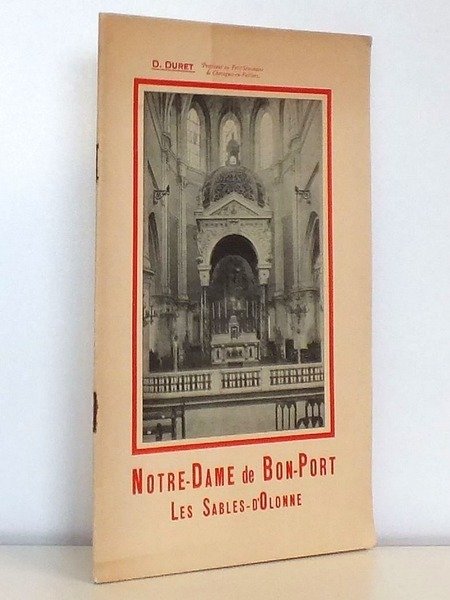 D. DURET Professeur au Petit Séminaire
de Chavagnes-en-Paillers.
NOTRE-DAME de BON-PORT
LES SABLES-D'OLONNE